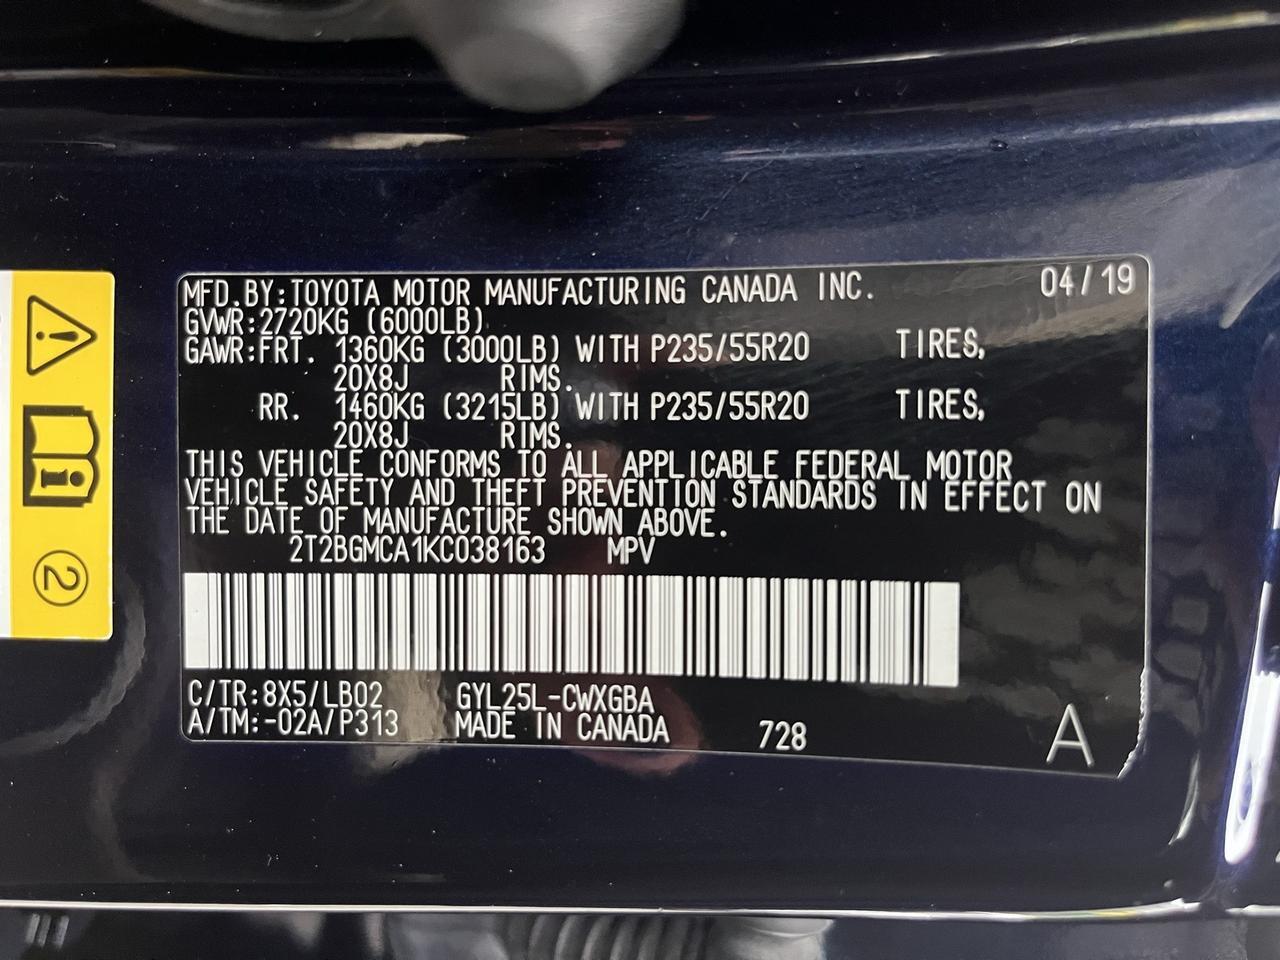 MFD.BY:TOYOTA MOTOR MANUFACTURING CANADA INC. 04/19
GVWR:2720KG (6000LB)
GAWR:FRT. 1360KG (3000LB) WITH P235/55R20 TIRES,
20X8J RIMS.
RR. 1460KG (3215LB) WITH P235/55R20 TIRES,
20X8J RIMS.
THIS VEHICLE CONFORMS TO ALL APPLICABLE FEDERAL MOTOR
VEHICLE SAFETY AND THEFT PREVENTION STANDARDS IN EFFECT ON
THE DATE OF MANUFACTURE SHOWN ABOVE.
2T2BGMCA1KC038163 MPV
C/TR:8X5/LB02 GYL25L-CWXGBA
A/TM:-02A/P313 MADE IN CANADA 728 A
2